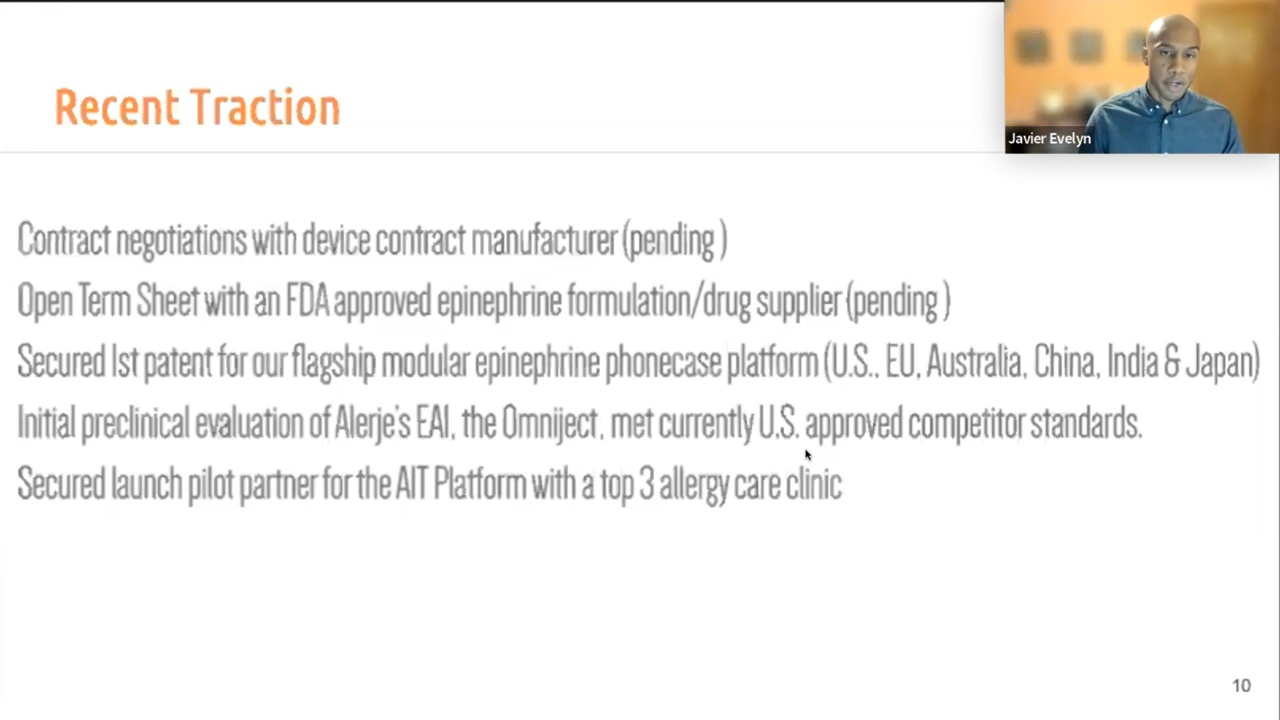 Recent Traction
Javier Evelyn
Contract negotiations with device contract manufacturer (pending )
Open Term Sheet with an FDA approved epinephrine formulation/drug supplier (pending )
Secured 1st patent for our flagship modular epinephrine phonecase platform (U.S., EU, Australia, China, India & Japan)
Initial preclinical evaluation of Alerje's EAI, the Omniject, met currently U.S. approved competitor standards.
Secured launch pilot partner for the AIT Platform with a top 3 allergy care clinic
10